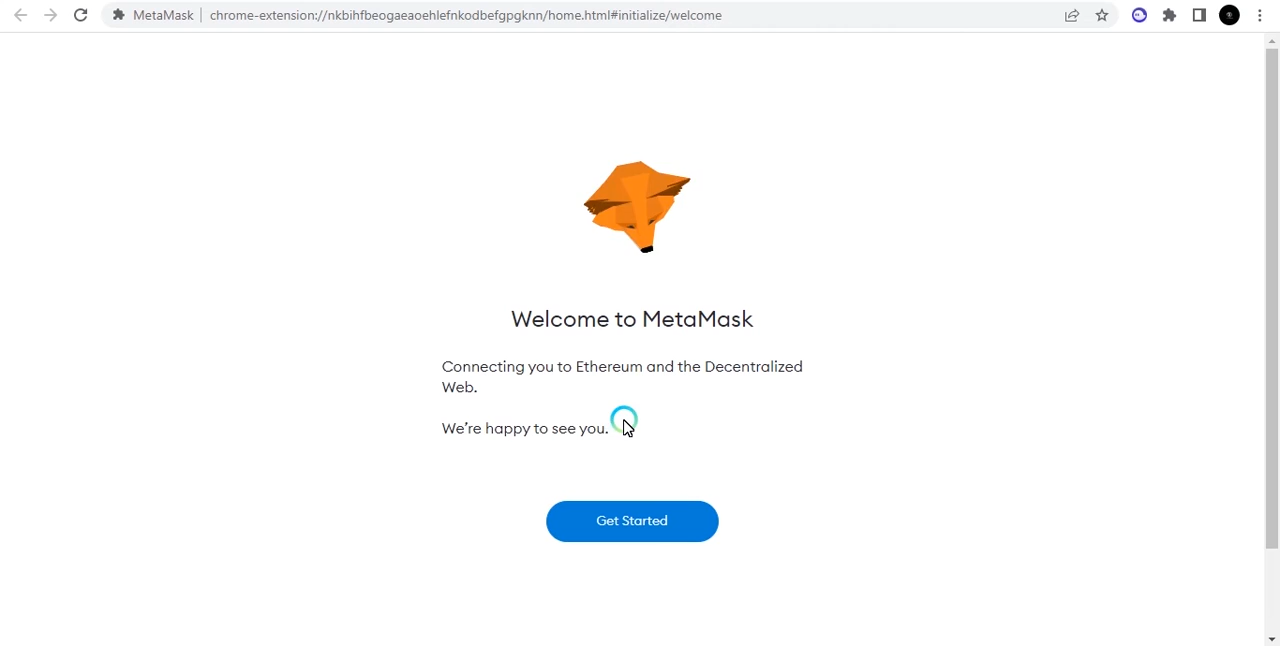 MetaMask chrome-extension://nkbihfbeogaeaoehlefnkodbefgpgknn/home.html#initialize/welcome
Welcome to MetaMask
Connecting you to Ethereum and the Decentralized
Web.
We're happy to see you.
Get Started